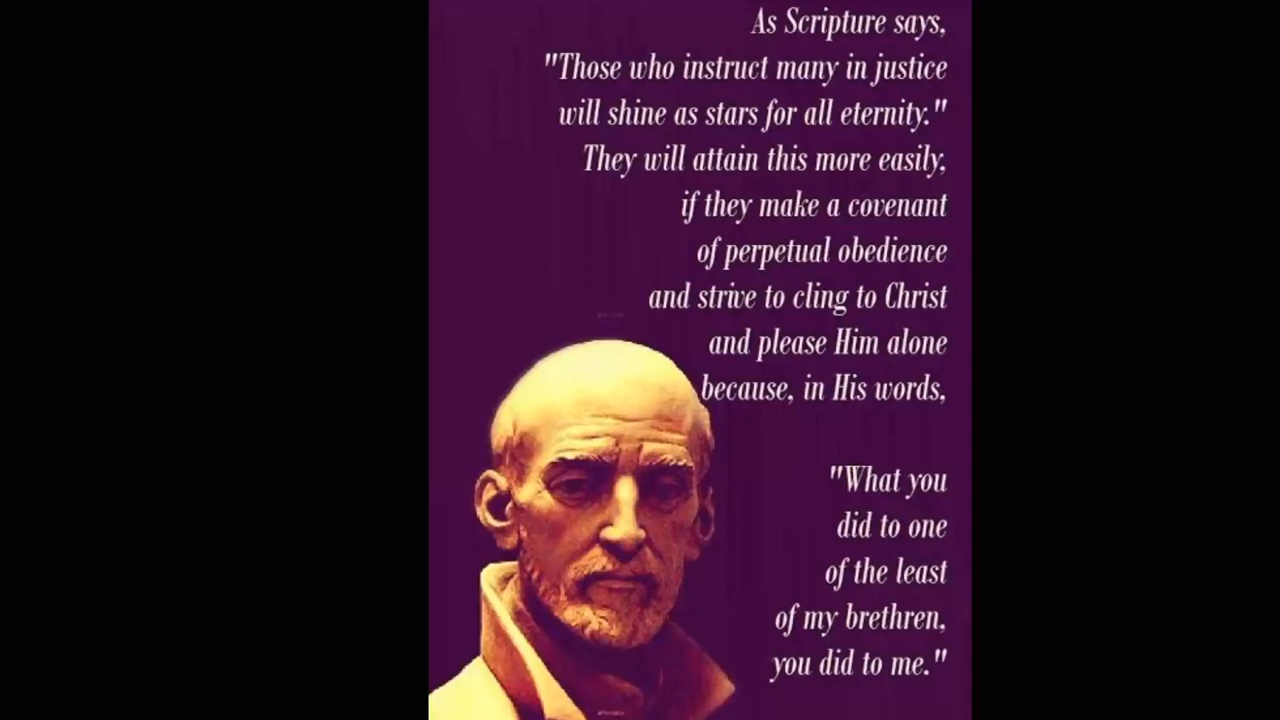 As Scripture says,
"Those who instruct many in justice
will shine as stars for all eternity."
They will attain this more easily,
if they make a covenant
of perpetual obedience
and strive to cling to Christ
and please Him alone
because, in His words,
"What you
did to one
of the least
of my brethren,
you did to me."